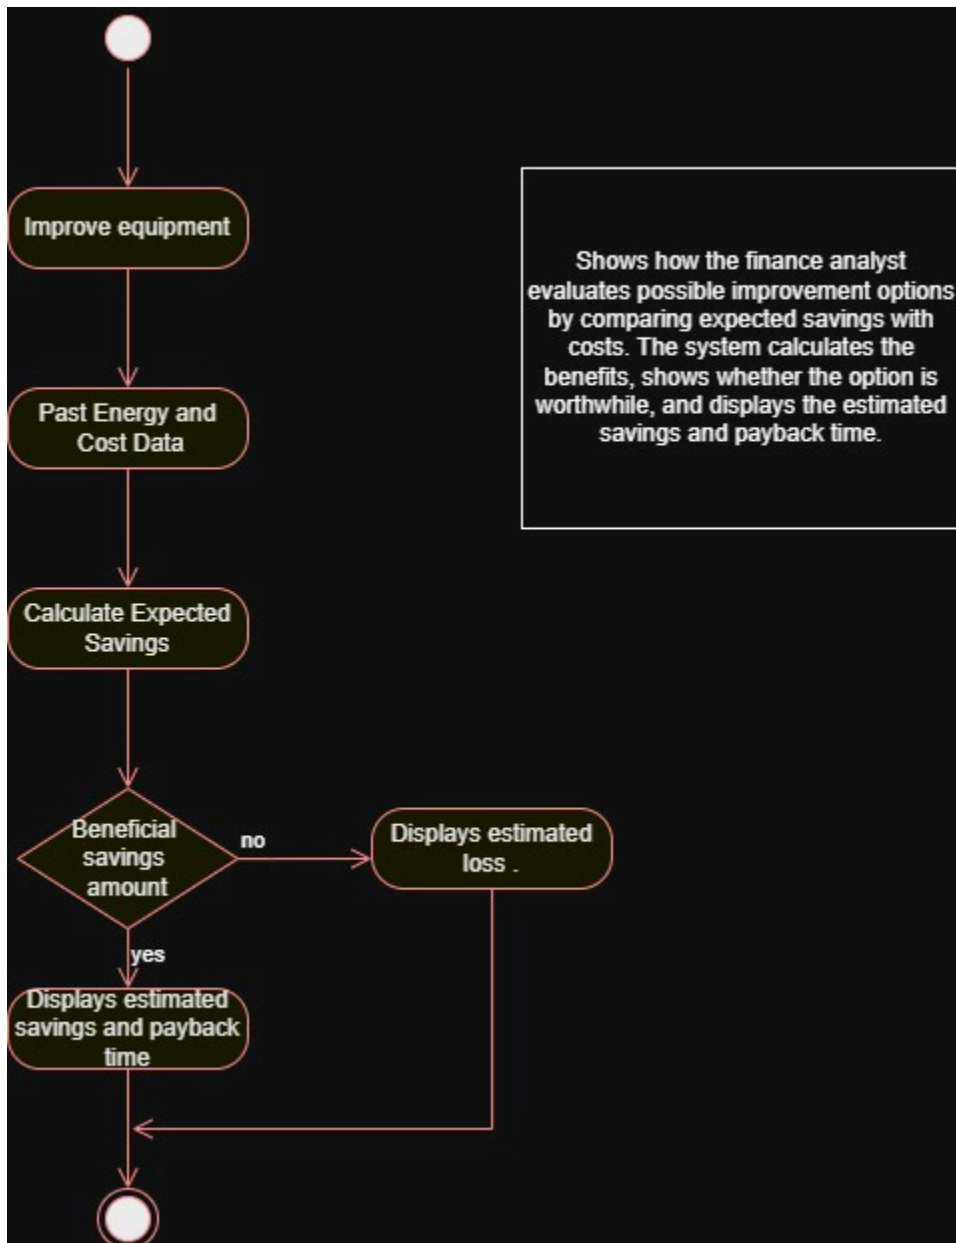 Improve equipment
Shows how the finance analyst
evaluates possible improvement options
by comparing expected savings with
costs. The system calculates the
benefits, shows whether the option is
worthwhile, and displays the estimated
savings and payback time.
Past Energy and
Cost Data
Calculate Expected
Savings
Beneficial
savings
amount
no
Displays estimated
loss .
yes
Displays estimated
savings and payback
time